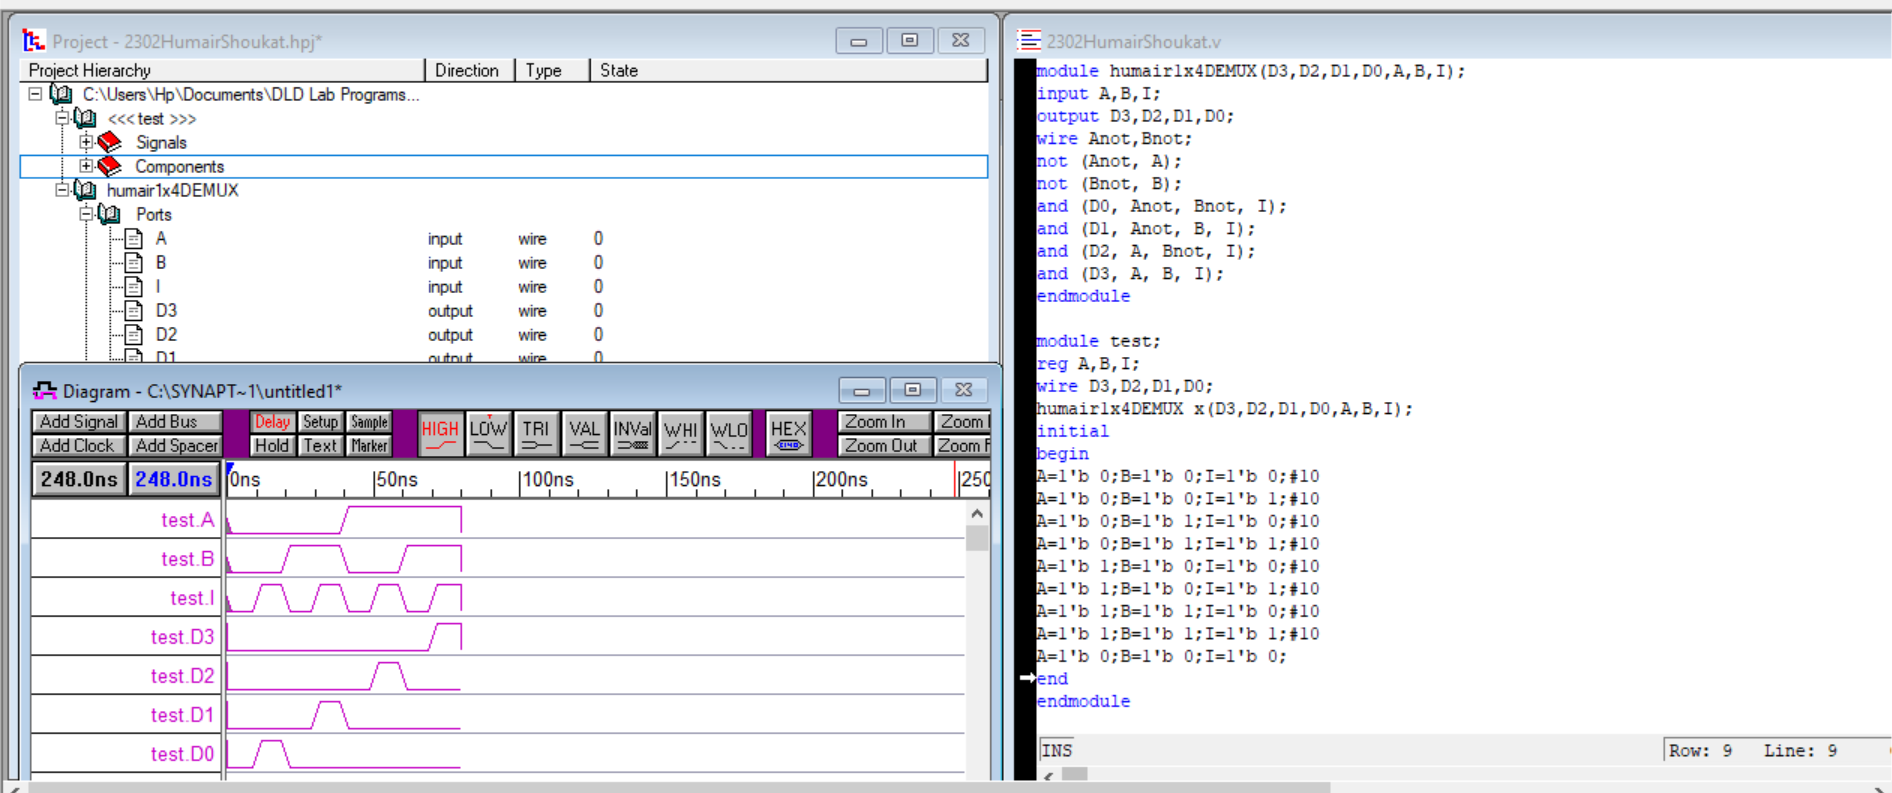 Project - 2302HumairShoukat.hpj*
Project Hierarchy Direction Type State
C:\Users\Hp\Documents\DLD Lab Programs...
<<< test >>>
Signals
Components
humair1x4DEMUX
Ports
A input wire 0
B input wire 0
I input wire 0
D3 output wire 0
D2 output wire 0
D1 output wire 0
Diagram - C:\SYNAPT~1\untitled1*
Add Signal Add Bus Delay Setup Sample HIGH LOW TRI VAL INVal WHI WLO HEX Zoom In Zoom
Add Clock Add Spacer Hold Text Marker Zoom Out Zoom F
248.0ns 248.0ns 0ns 50ns 100ns 150ns 200ns 250
test.A
test.B
test.I
test.D3
test.D2
test.D1
test.D0
2302HumairShoukat.v
module humair1x4DEMUX(D3,D2,D1,D0,A,B,I);
input A,B,I;
output D3,D2,D1,D0;
wire Anot,Bnot;
not (Anot, A);
not (Bnot, B);
and (D0, Anot, Bnot, I);
and (D1, Anot, B, I);
and (D2, A, Bnot, I);
and (D3, A, B, I);
endmodule
module test;
reg A,B,I;
wire D3,D2,D1,D0;
humair1x4DEMUX x(D3,D2,D1,D0,A,B,I);
initial
begin
A=1'b 0;B=1'b 0;I=1'b 0;#10
A=1'b 0;B=1'b 0;I=1'b 1;#10
A=1'b 0;B=1'b 1;I=1'b 0;#10
A=1'b 0;B=1'b 1;I=1'b 1;#10
A=1'b 1;B=1'b 0;I=1'b 0;#10
A=1'b 1;B=1'b 0;I=1'b 1;#10
A=1'b 1;B=1'b 1;I=1'b 0;#10
A=1'b 1;B=1'b 1;I=1'b 1;#10
A=1'b 0;B=1'b 0;I=1'b 0;
end
endmodule
INS Row: 9 Line: 9